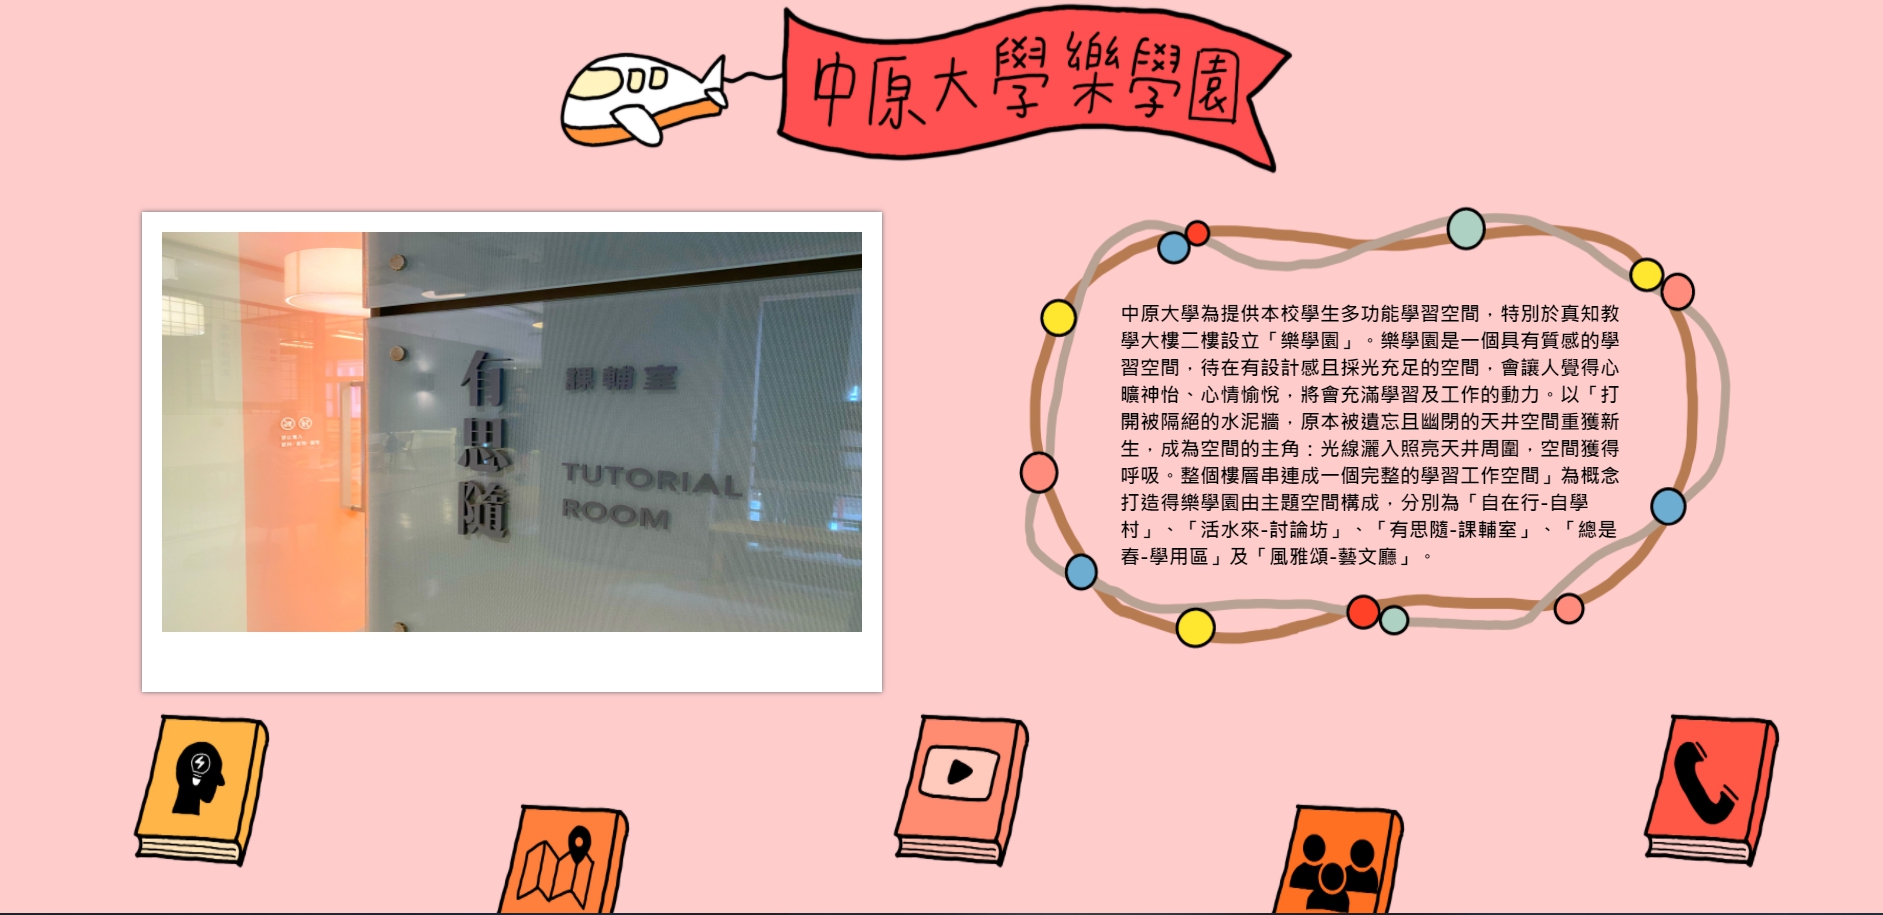 中原大學樂學園
有思隨
課輔室
TUTORIAL
ROOM
中原大學為提供本校學生多功能學習空間，特別於真知教
學大樓二樓設立「樂學園」。樂學園是一個具有質感的學
習空間，待在有設計感且採光充足的空間，會讓人覺得心
曠神怡、心情愉悅，將會充滿學習及工作的動力。以「打
開被隔絕的水泥牆，原本被遺忘且幽閉的天井空間重獲新
生，成為空間的主角：光線灑入照亮天井周圍，空間獲得
呼吸。整個樓層串連成一個完整的學習工作空間」為概念
打造得樂學園由主題空間構成，分別為「自在行-自學
村」、「活水來-討論坊」、「有思隨-課輔室」、「總是
春-學用區」及「風雅頌-藝文廳」。